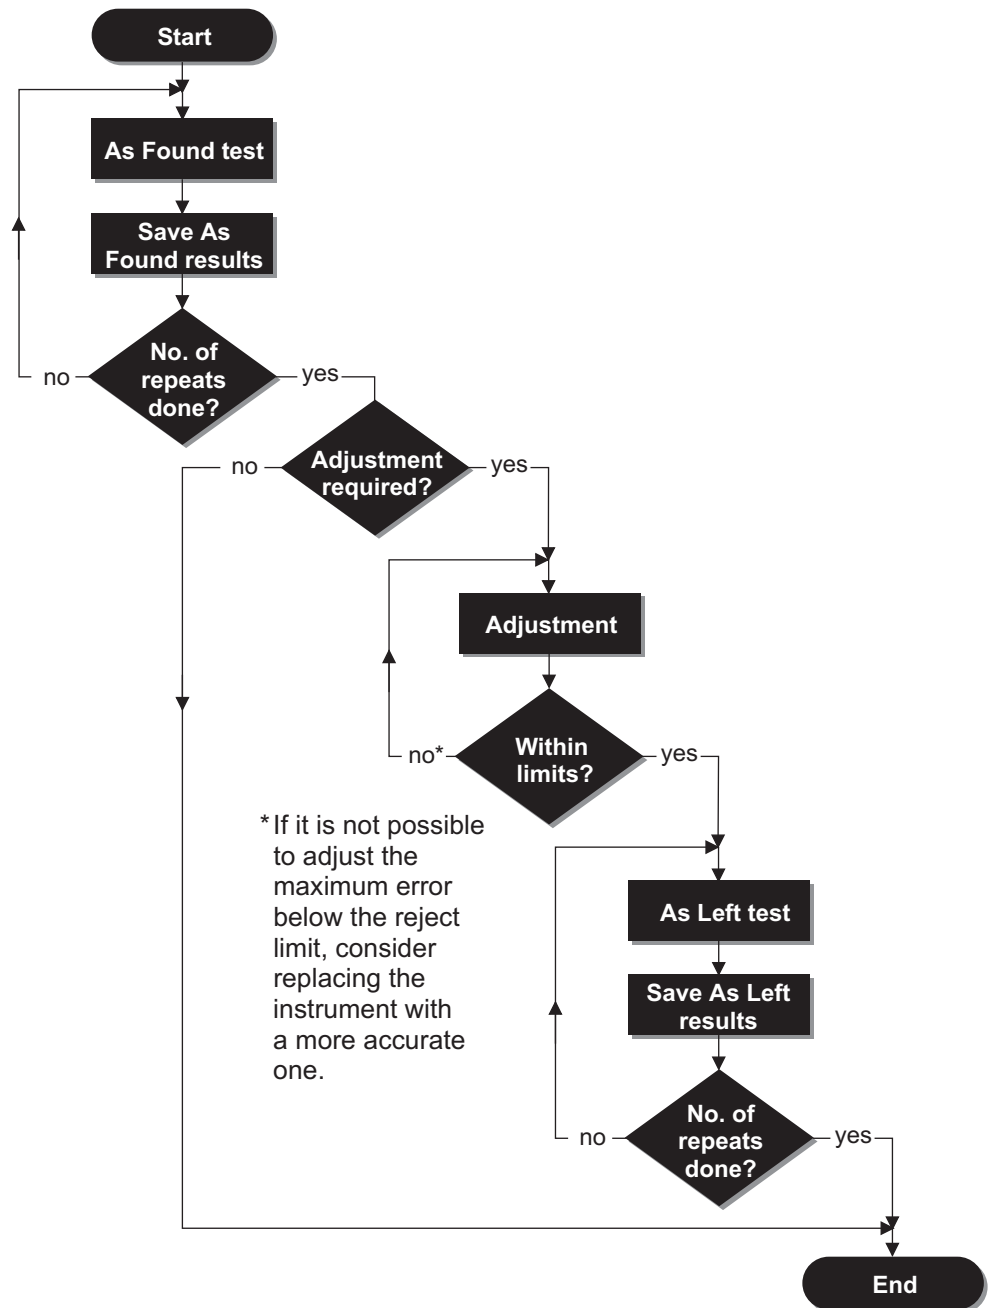 Start
As Found test
Save As
Found results
No. of
repeats
done?
no
yes
Adjustment
required?
no
yes
Adjustment
Within
limits?
no*
yes
* If it is not possible
to adjust the
maximum error
below the reject
limit, consider
replacing the
instrument with
a more accurate
one.
As Left test
Save As Left
results
No. of
repeats
done?
no
yes
End